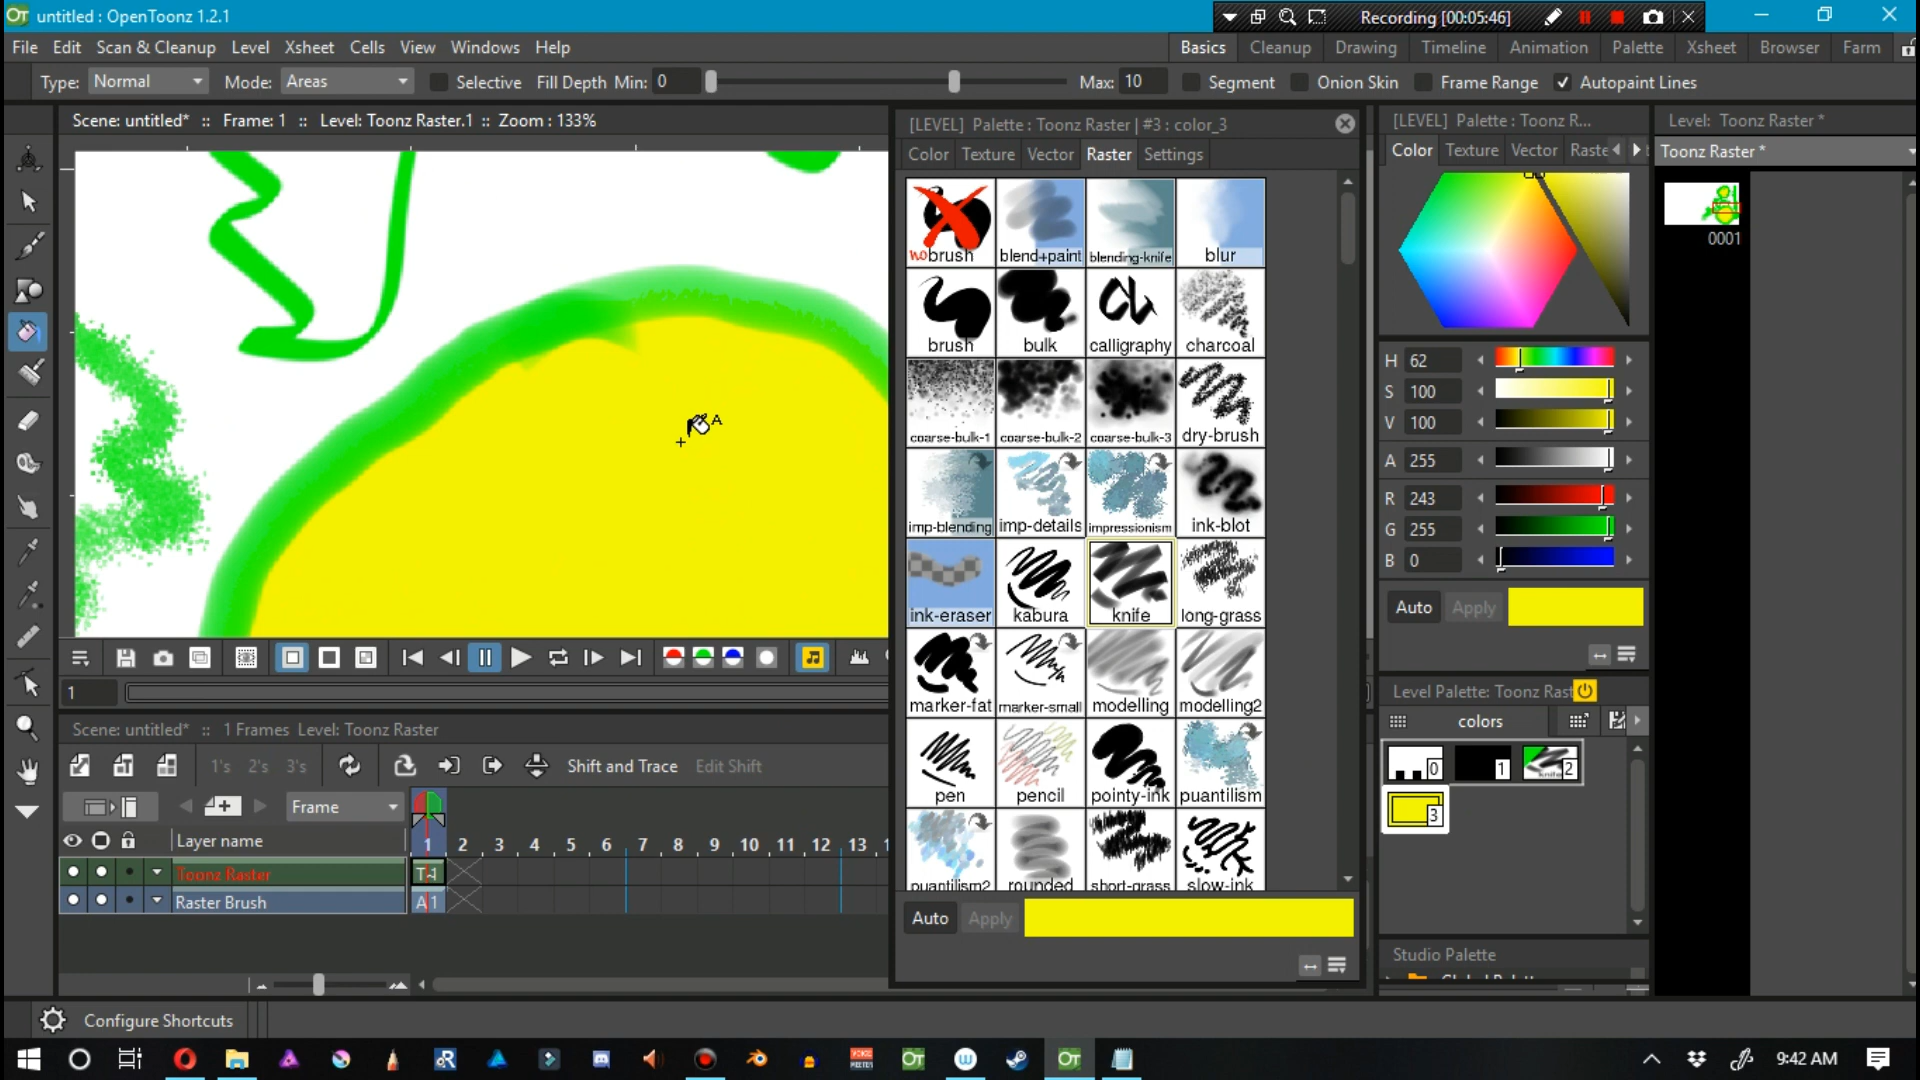 untitled : OpenToonz 1.2.1
Recording [00:05:46]
File Edit Scan & Cleanup Level Xsheet Cells View Windows Help
Basics Cleanup Drawing Timeline Animation Palette Xsheet Browser Farm
Type: Normal Mode: Areas Selective Fill Depth Min: 0 Max: 10 Segment Onion Skin Frame Range Autopaint Lines
Scene: untitled* :: Frame: 1 :: Level: Toonz Raster.1 :: Zoom : 133%
[LEVEL] Palette : Toonz Raster | #3 : color_3
Color Texture Vector Raster Settings
no brush blend+paint blending-knife blur
brush bulk calligraphy charcoal
coarse-bulk-1 coarse-bulk-2 coarse-bulk-3 dry-brush
imp-blending imp-details impressionism ink-blot
ink-eraser kabura knife long-grass
marker-fat marker-small modelling modelling2
pen pencil pointy-ink puantilism
puantilism2 rounded short-grass slow-ink
Auto Apply
[LEVEL] Palette : Toonz R...
Color Texture Vector Raste
H 62
S 100
V 100
A 255
R 243
G 255
B 0
Auto Apply
Level Palette: Toonz Rast
colors
0 1 knife 2
3
Studio Palette
Level: Toonz Raster *
Toonz Raster *
0001
A
1
Scene: untitled* :: 1 Frames Level: Toonz Raster
1's 2's 3's Shift and Trace Edit Shift
Frame
Layer name 1 2 3 4 5 6 7 8 9 10 11 12 13 1
Toonz Raster
Raster Brush A 1
Configure Shortcuts
9:42 AM